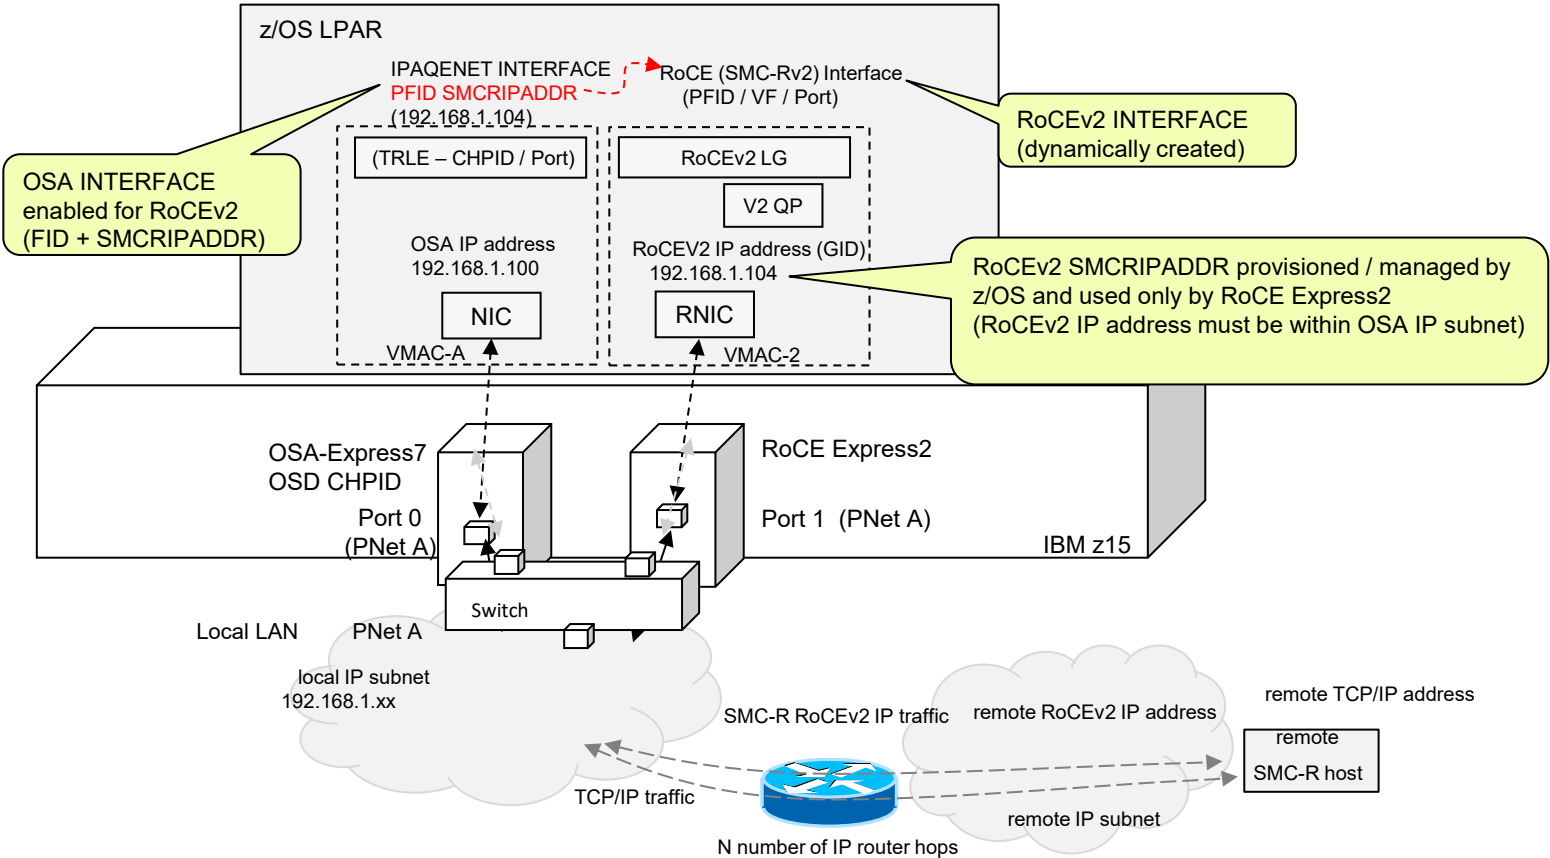 z/OS LPAR
IPAQENET INTERFACE
PFID SMCRIPADDR
(192.168.1.104)
RoCE (SMC-Rv2) Interface
(PFID / VF / Port)
RoCEv2 INTERFACE
(dynamically created)
OSA INTERFACE
enabled for RoCEv2
(FID + SMCRIPADDR)
(TRLE – CHPID / Port)
RoCEv2 LG
V2 QP
OSA IP address
192.168.1.100
RoCEV2 IP address (GID)
192.168.1.104
RoCEv2 SMCRIPADDR provisioned / managed by
z/OS and used only by RoCE Express2
(RoCEv2 IP address must be within OSA IP subnet)
NIC
RNIC
VMAC-A
VMAC-2
OSA-Express7
OSD CHPID
Port 0
(PNet A)
RoCE Express2
Port 1 (PNet A)
IBM z15
Switch
Local LAN
PNet A
local IP subnet
192.168.1.xx
SMC-R RoCEv2 IP traffic
remote RoCEv2 IP address
remote TCP/IP address
remote
SMC-R host
TCP/IP traffic
remote IP subnet
N number of IP router hops